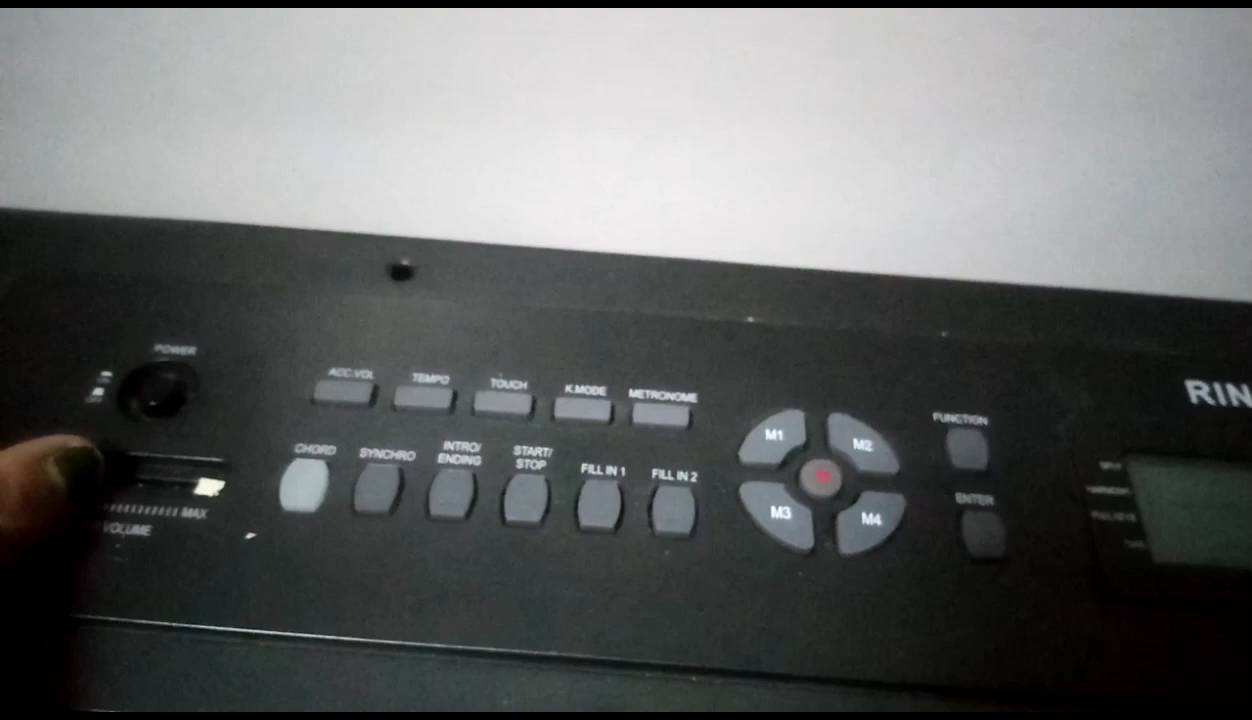 POWER
ACC.VOL TEMPO TOUCH K.MODE METRONOME
CHORD SYNCHRO INTRO/ENDING START/STOP FILL IN 1 FILL IN 2
MAX
VOLUME
M1 M2
M3 M4
FUNCTION
ENTER
RIN